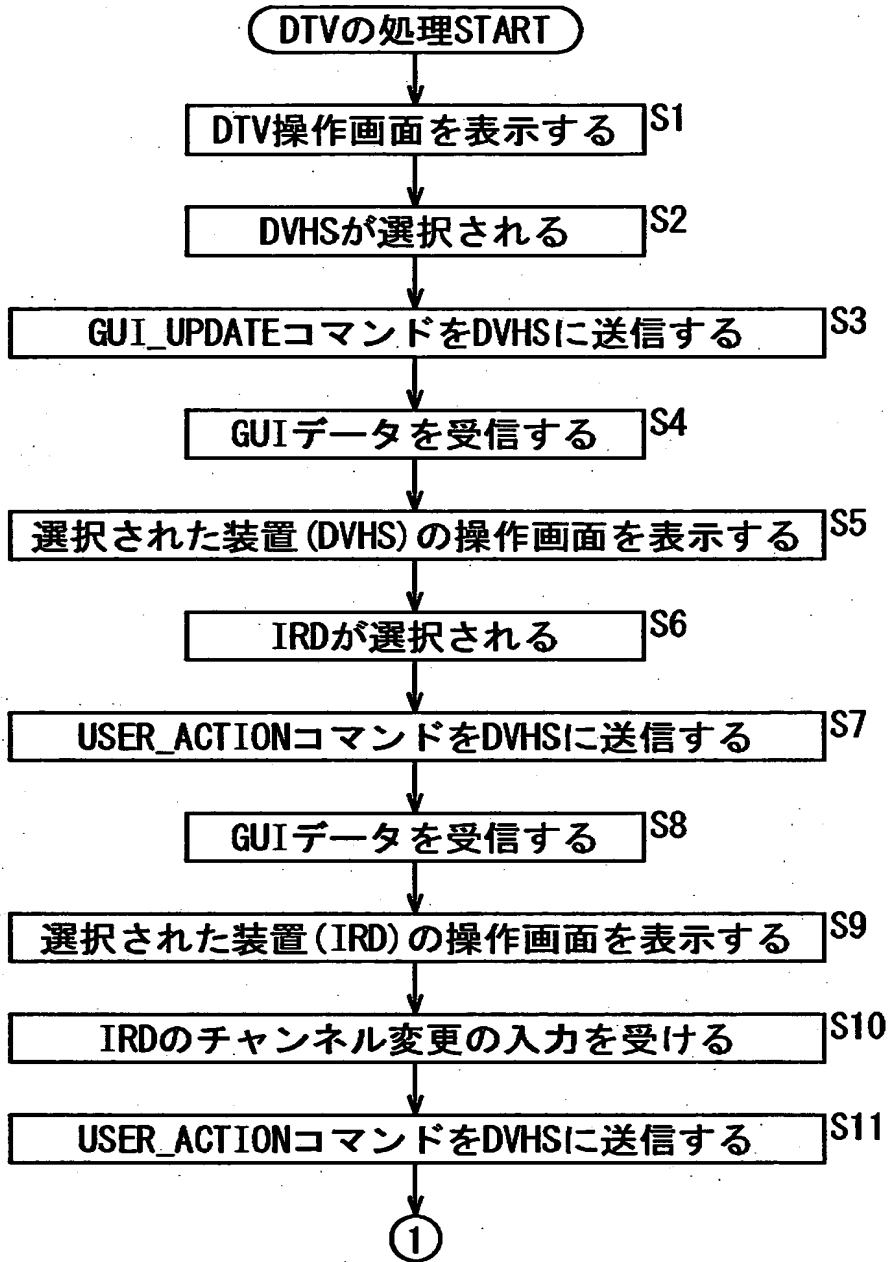 DTVの処理START
DTV操作画面を表示する S1
DVHSが選択される S2
GUI_UPDATEコマンドをDVHSに送信する S3
GUIデータを受信する S4
選択された装置(DVHS)の操作画面を表示する S5
IRDが選択される S6
USER_ACTIONコマンドをDVHSに送信する S7
GUIデータを受信する S8
選択された装置(IRD)の操作画面を表示する S9
IRDのチャンネル変更の入力を受ける S10
USER_ACTIONコマンドをDVHSに送信する S11
1